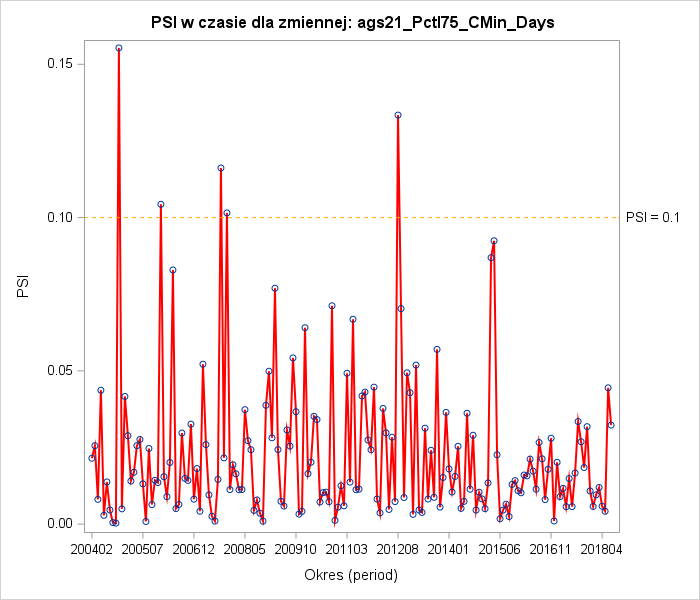 PSI w czasie dla zmiennej: ags21_Pctl75_CMin_Days
0.15
0.10
PSI = 0.1
PSI
0.05
0.00
200402 200507 200612 200805 200910 201103 201208 201401 201506 201611 201804
Okres (period)